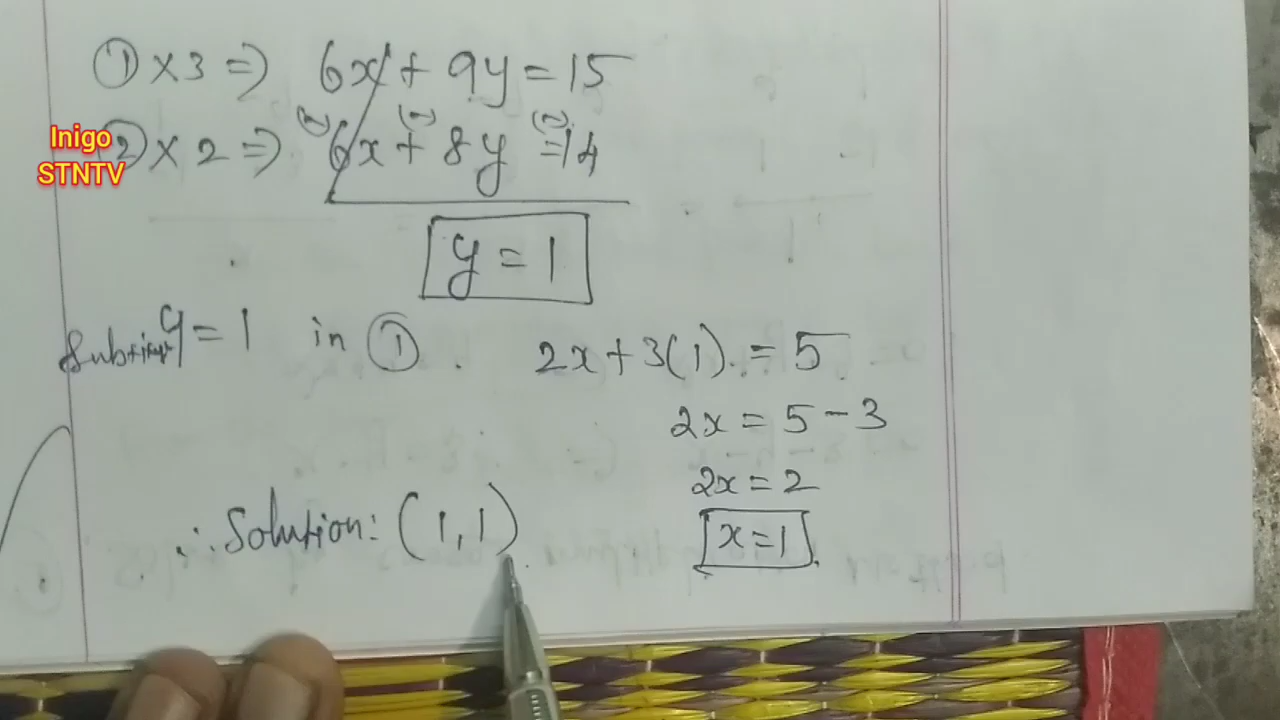 ① × 3 ⇒ 6x + 9y = 15
② × 2 ⇒ (-) 6x + (-) 8y (-) = 14
Inigo
STNTV
y = 1
y = 1 in ① . 2x + 3(1) = 5
2x = 5 - 3
2x = 2
x = 1
∴ Solution: (1, 1)